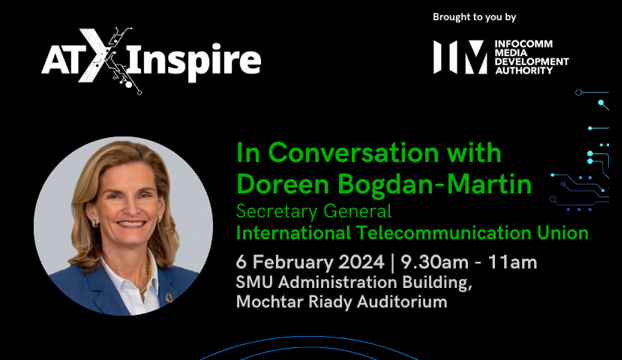 Brought to you by
ATXInspire
INFOCOMM
MEDIA
DEVELOPMENT
AUTHORITY
In Conversation with
Doreen Bogdan-Martin
Secretary General
International Telecommunication Union
6 February 2024 | 9.30am - 11am
SMU Administration Building,
Mochtar Riady Auditorium